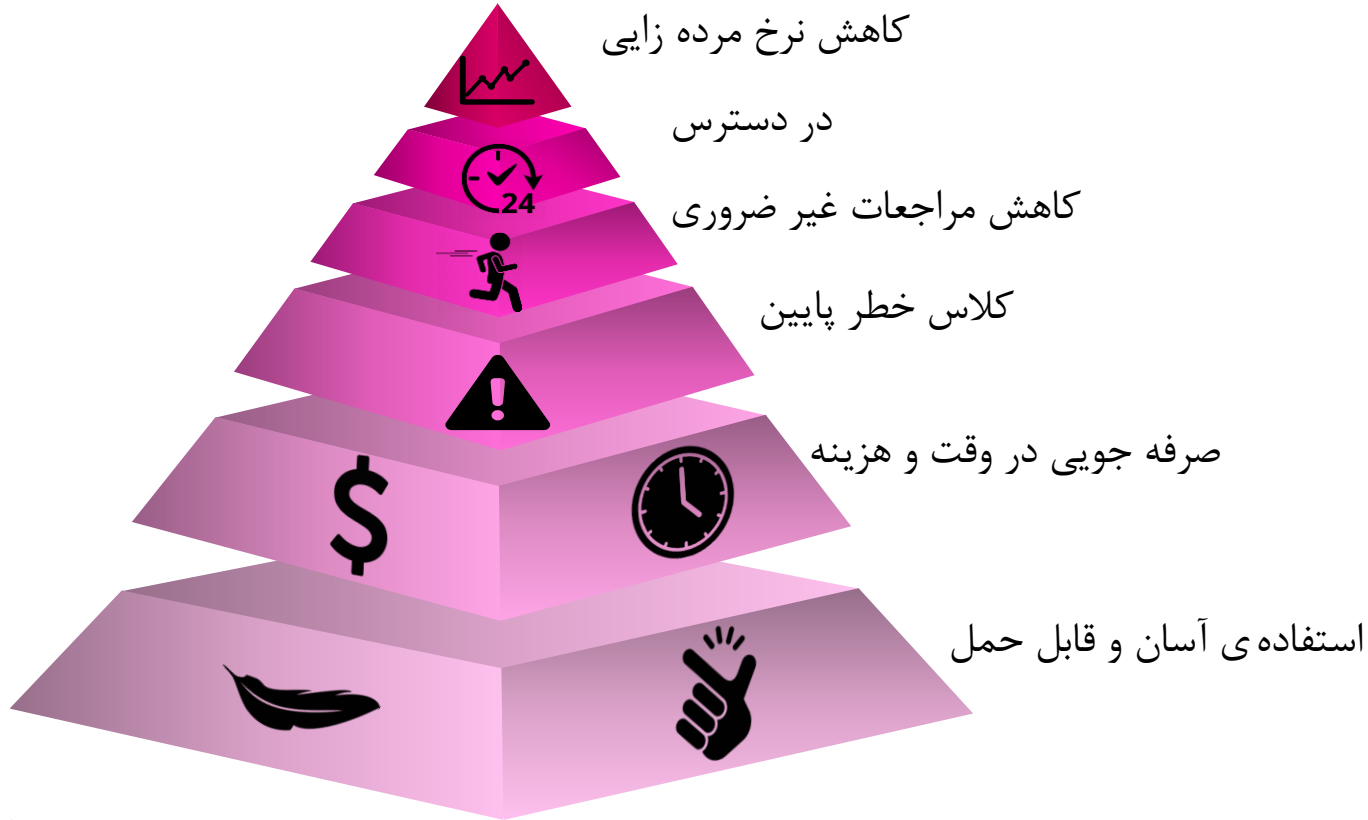 کاهش نرخ مرده زایی
در دسترس
24
کاهش مراجعات غیر ضروری
کلاس خطر پایین
صرفه جویی در وقت و هزینه
استفاده ی آسان و قابل حمل